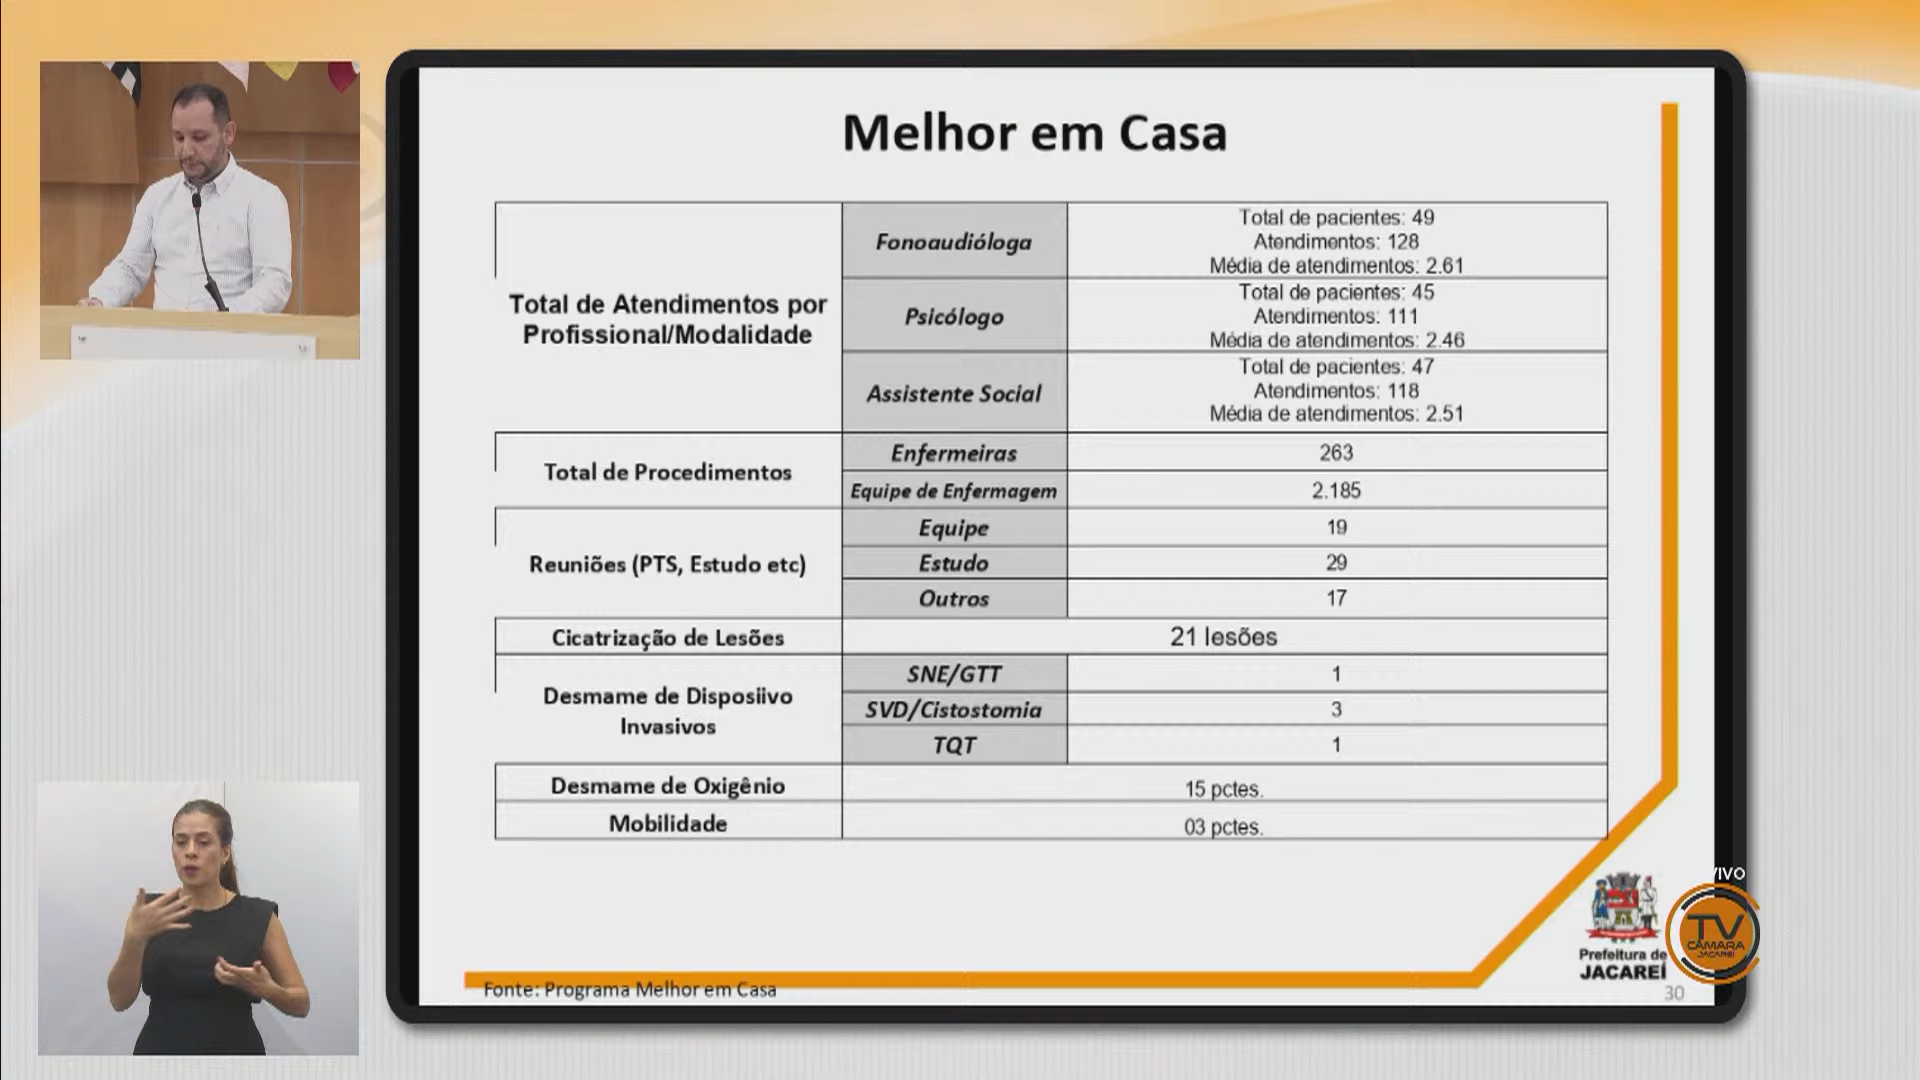 Melhor em Casa
Total de Atendimentos por
Profissional/Modalidade
Fonoaudióloga
Total de pacientes: 49
Atendimentos: 128
Média de atendimentos: 2.61
Psicólogo
Total de pacientes: 45
Atendimentos: 111
Média de atendimentos: 2.46
Assistente Social
Total de pacientes: 47
Atendimentos: 118
Média de atendimentos: 2.51
Total de Procedimentos
Enfermeiras
263
Equipe de Enfermagem
2.185
Reuniões (PTS, Estudo etc)
Equipe
19
Estudo
29
Outros
17
Cicatrização de Lesões
21 lesões
Desmame de Disposiivo
Invasivos
SNE/GTT
1
SVD/Cistostomia
3
TQT
1
Desmame de Oxigênio
15 pctes.
Mobilidade
03 pctes.
Fonte: Programa Melhor em Casa
Prefeitura de
JACAREÍ
30
VIVO
TV
CÂMARA
JACAREÍ